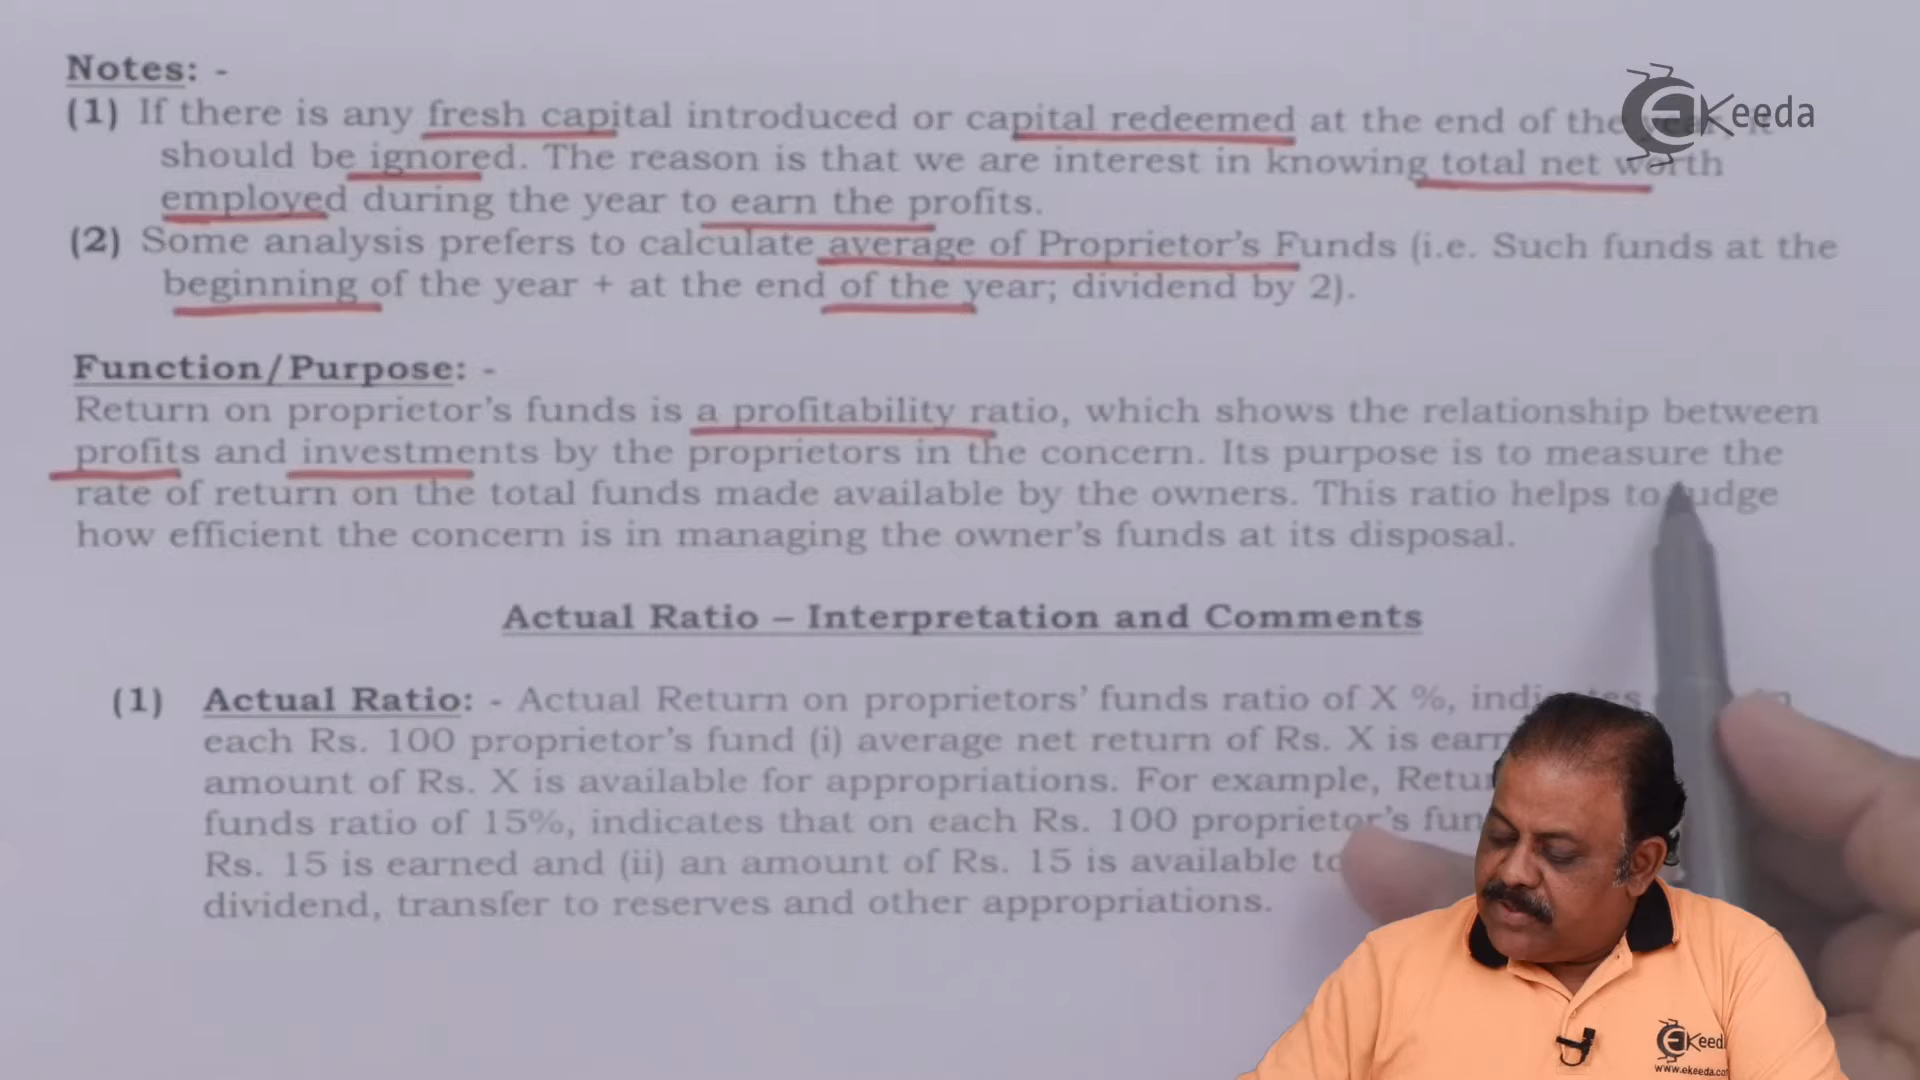 Notes: -
(1) If there is any fresh capital introduced or capital redeemed at the end of the
should be ignored. The reason is that we are interest in knowing total net worth
employed during the year to earn the profits.
(2) Some analysis prefers to calculate average of Proprietor's Funds (i.e. Such funds at the
beginning of the year + at the end of the year; dividend by 2).
Function/Purpose: -
Return on proprietor's funds is a profitability ratio, which shows the relationship between
profits and investments by the proprietors in the concern. Its purpose is to measure the
rate of return on the total funds made available by the owners. This ratio helps to judge
how efficient the concern is in managing the owner's funds at its disposal.
Actual Ratio – Interpretation and Comments
(1) Actual Ratio: - Actual Return on proprietors' funds ratio of X %,
each Rs. 100 proprietor's fund (i) average net return of Rs. X is
amount of Rs. X is available for appropriations. For example,
funds ratio of 15%, indicates that on each Rs. 100 proprietor's
Rs. 15 is earned and (ii) an amount of Rs. 15 is available
dividend, transfer to reserves and other appropriations.
eKeeda
www.ekeeda.co